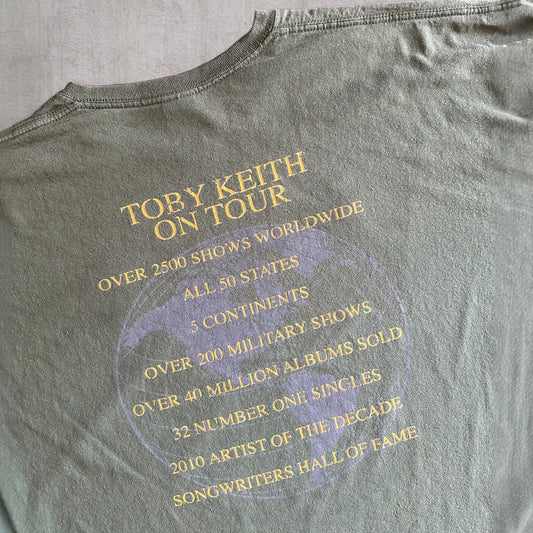 TOBY KEITH
ON TOUR
OVER 2500 SHOWS WORLDWIDE
ALL 50 STATES
5 CONTINENTS
OVER 200 MILITARY SHOWS
OVER 40 MILLION ALBUMS SOLD
32 NUMBER ONE SINGLES
2010 ARTIST OF THE DECADE
SONGWRITERS HALL OF FAME